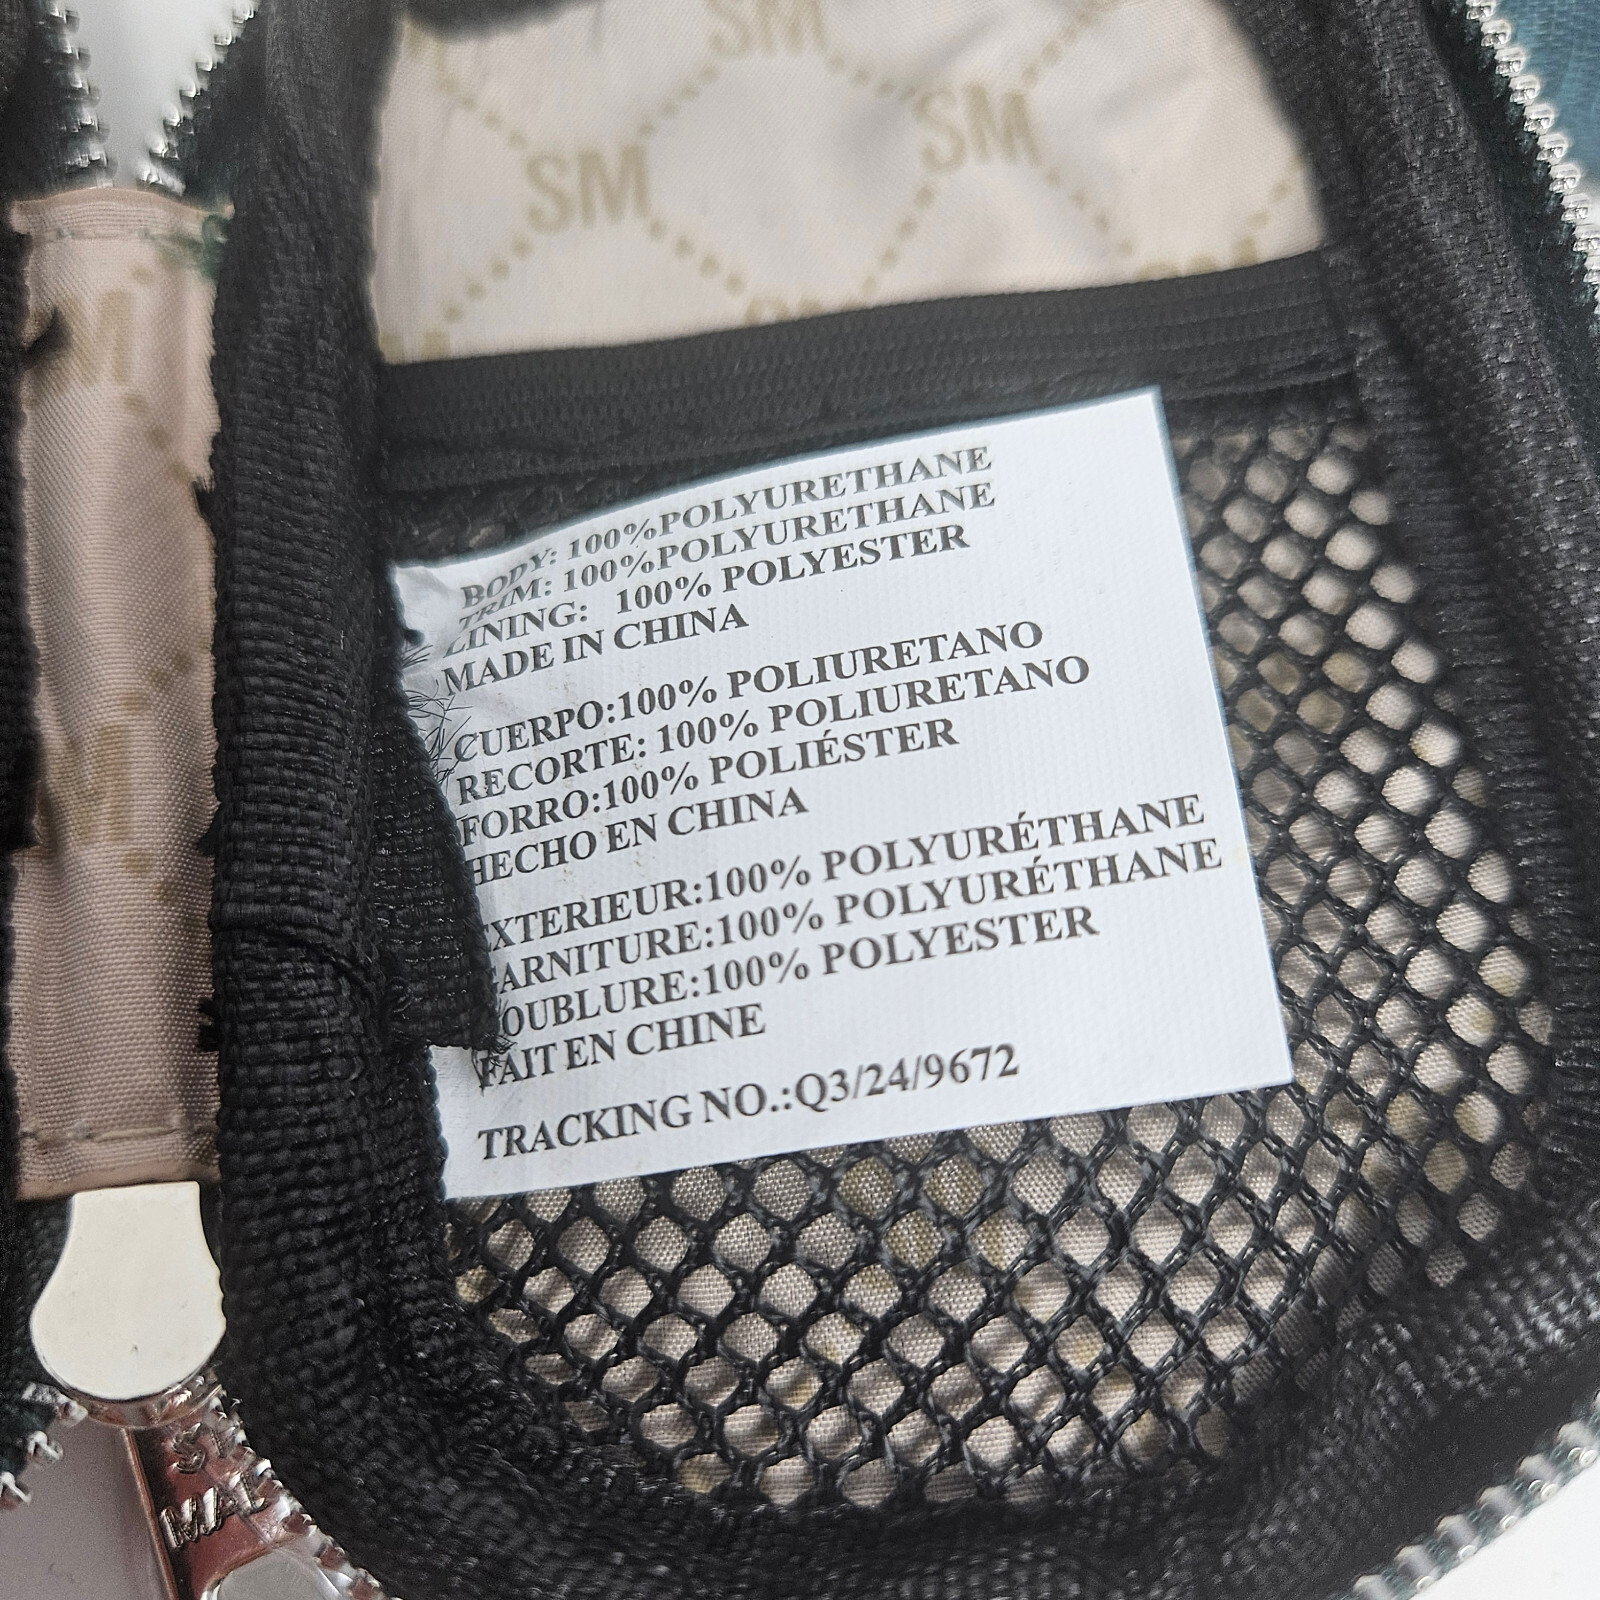 SM
SM
SM
BODY: 100%POLYURETHANE
TRIM: 100%POLYURETHANE
LINING: 100% POLYESTER
MADE IN CHINA
CUERPO:100% POLIURETANO
RECORTE: 100% POLIURETANO
FORRO:100% POLIÉSTER
HECHO EN CHINA
EXTERIEUR:100% POLYURÉTHANE
GARNITURE:100% POLYURÉTHANE
DOUBLURE:100% POLYESTER
FAIT EN CHINE
TRACKING NO.:Q3/24/9672